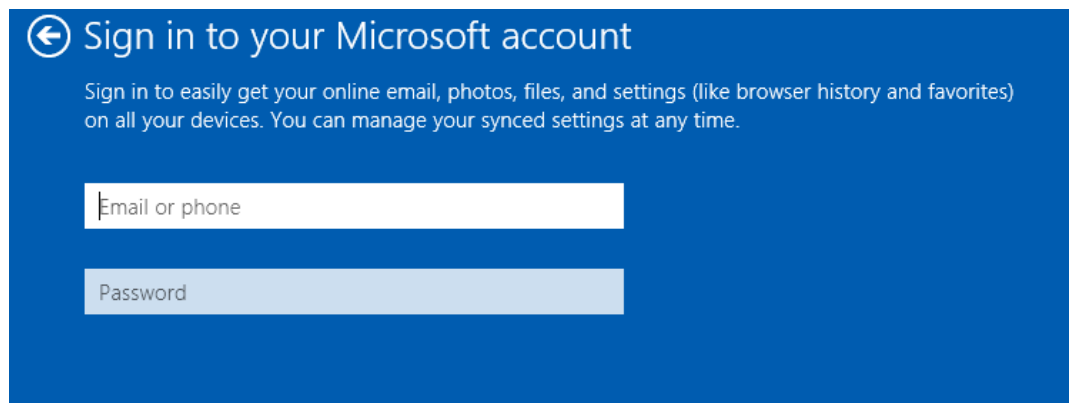 Sign in to your Microsoft account
Sign in to easily get your online email, photos, files, and settings (like browser history and favorites)
on all your devices. You can manage your synced settings at any time.
Email or phone
Password